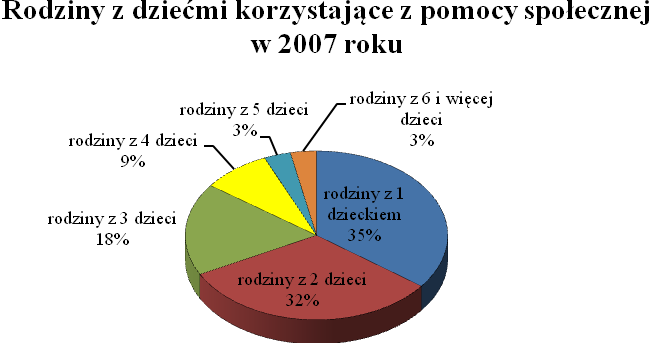 Rodziny z dziećmi korzystające z pomocy społecznej
w 2007 roku
rodziny z 6 i więcej
dzieci
3%
rodziny z 5 dzieci
3%
rodziny z 4 dzieci
9%
rodziny z 3 dzieci
18%
rodziny z 1
dzieckiem
35%
rodziny z 2 dzieci
32%